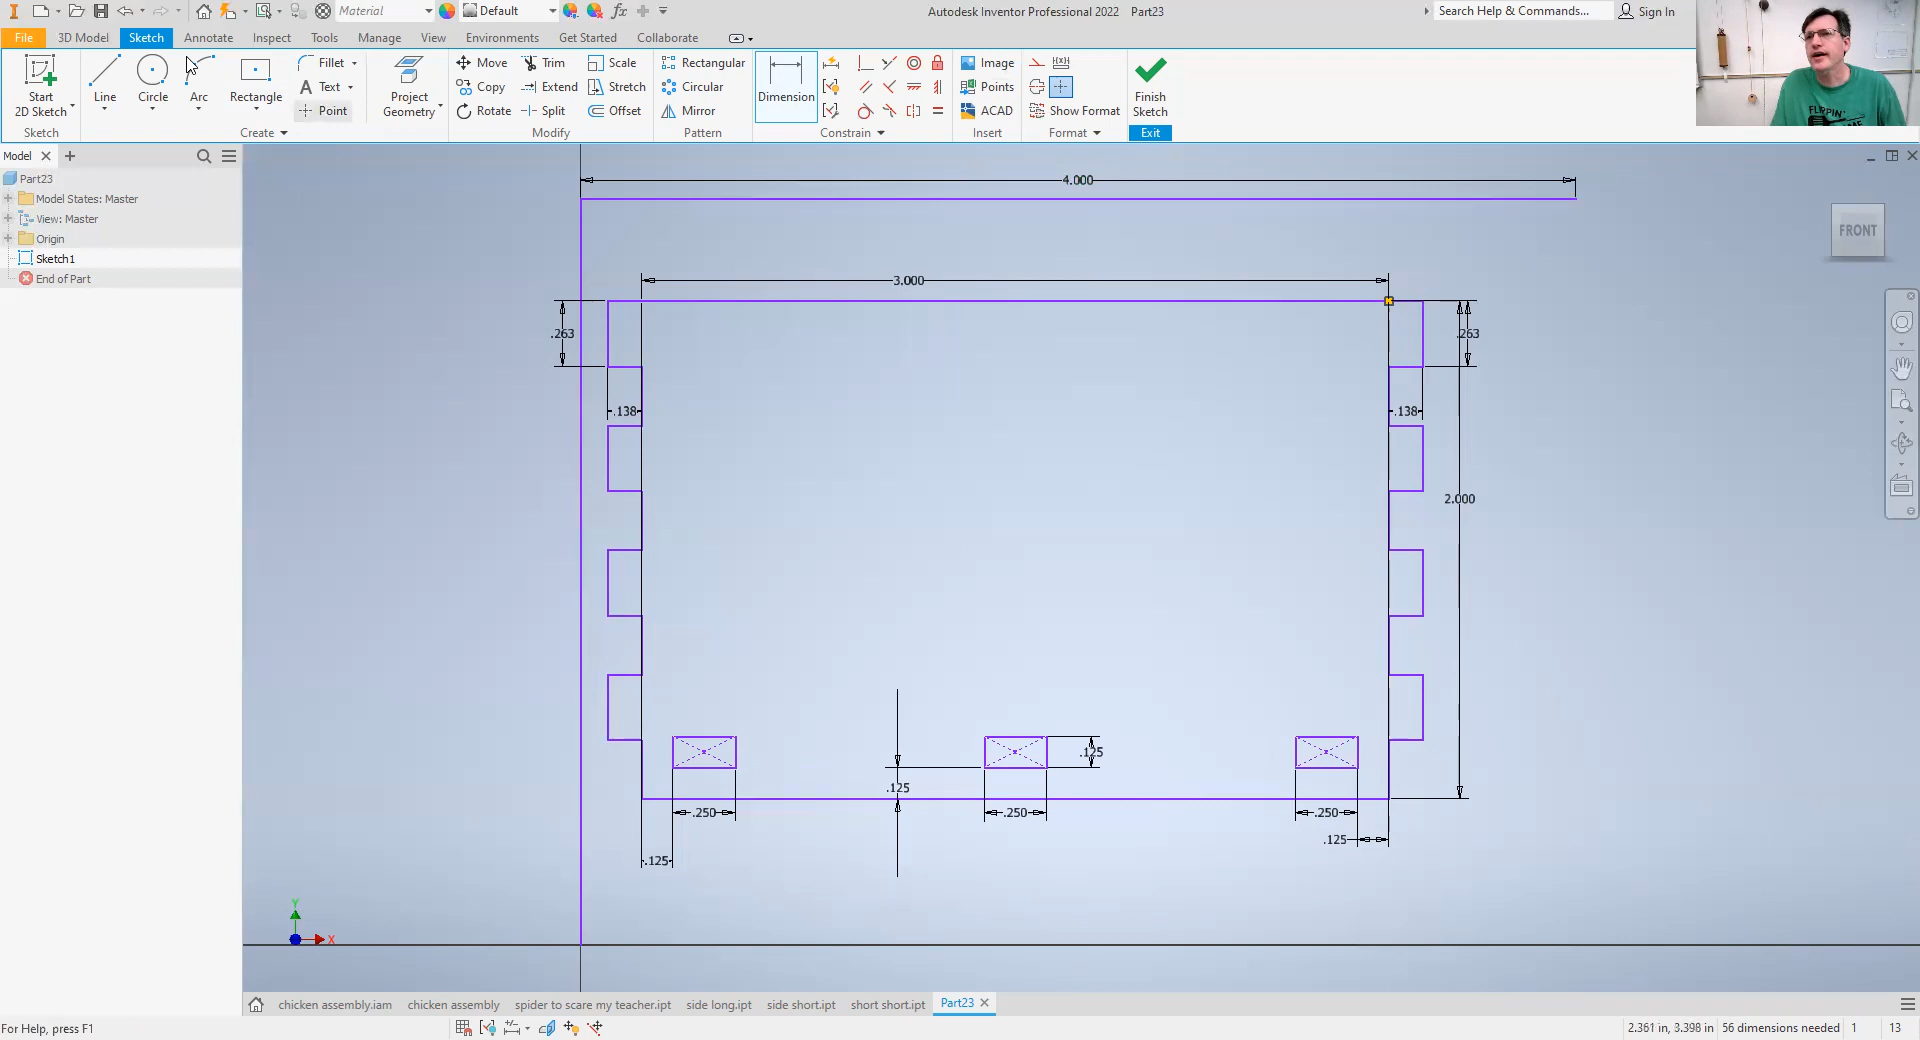 Material
Default
fx
Autodesk Inventor Professional 2022 Part23
Search Help & Commands...
Sign In
File
3D Model
Sketch
Annotate
Inspect
Tools
Manage
View
Environments
Get Started
Collaborate
Start
2D Sketch
Line
Circle
Arc
Rectangle
Fillet
Text
Point
Project
Geometry
Move
Copy
Rotate
Trim
Extend
Split
Scale
Stretch
Offset
Rectangular
Circular
Mirror
Dimension
Image
Points
ACAD
Show Format
Finish
Sketch
Sketch
Create
Modify
Pattern
Constrain
Insert
Format
Exit
FLIPPIN'
Model
Part23
Model States: Master
View: Master
Origin
Sketch1
End of Part
4.000
FRONT
3.000
.263
.263
.138
.138
2.000
.125
.125
.250
.250
.250
.125
.125
Y
X
chicken assembly.iam
chicken assembly
spider to scare my teacher.ipt
side long.ipt
side short.ipt
short short.ipt
Part23
For Help, press F1
2.361 in, 3.398 in
56 dimensions needed
1
13